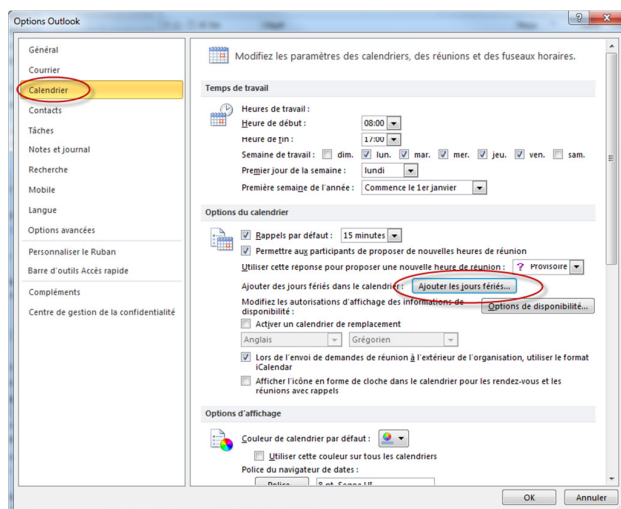 Options Outlook
Général
Courrier
Calendrier
Contacts
Tâches
Notes et journal
Recherche
Mobile
Langue
Options avancées
Personnaliser le Ruban
Barre d'outils Accès rapide
Compléments
Centre de gestion de la confidentialité
Modifiez les paramètres des calendriers, des réunions et des fuseaux horaires.
Temps de travail
Heures de travail :
Heure de début : 08:00
Heure de fin : 17:00
Semaine de travail : dim. lun. mar. mer. jeu. ven. sam.
Premier jour de la semaine : lundi
Première semaine de l'année : Commence le 1er janvier
Options du calendrier
Rappels par défaut : 15 minutes
Permettre aux participants de proposer de nouvelles heures de réunion
Utiliser cette réponse pour proposer une nouvelle heure de réunion : ? Provisoire
Ajouter des jours fériés dans le calendrier : Ajouter les jours fériés...
Modifiez les autorisations d'affichage des informations de
disponibilité : Options de disponibilité...
Activer un calendrier de remplacement
Anglais Grégorien
Lors de l'envoi de demandes de réunion à l'extérieur de l'organisation, utiliser le format
iCalendar
Afficher l'icône en forme de cloche dans le calendrier pour les rendez-vous et les
réunions avec rappels
Options d'affichage
Couleur de calendrier par défaut :
Utiliser cette couleur sur tous les calendriers
Police du navigateur de dates :
Police... 8 pt. Segoe UI
OK Annuler